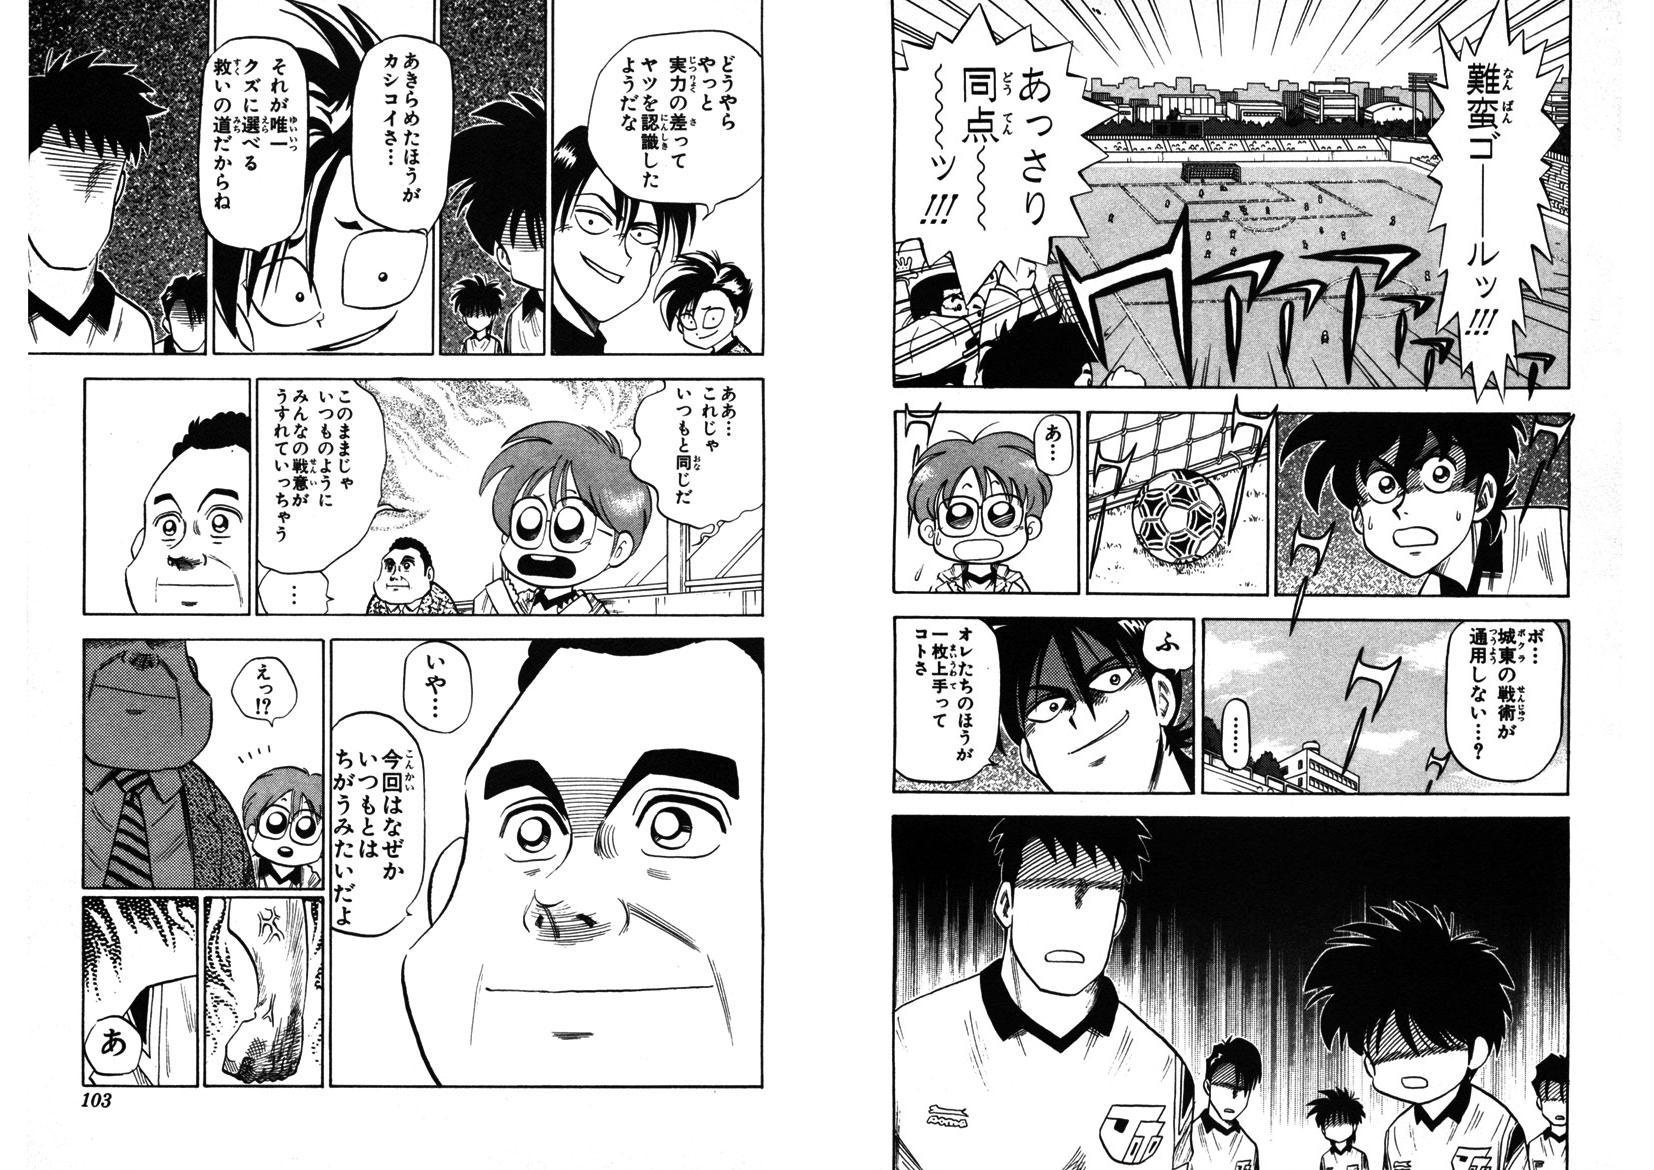 難蛮ゴーールッ!!!
あっさり
同点〜〜〜ッ!!!
ワアアアアアア
あ…
ボ…
城東の戦術が
通用しない…?
………
ふ
オレたちのほうが
一枚上手って
コトさ
どうやら
やっと
実力の差って
ヤツを認識した
ようだな
あきらめたほうが
カシコイさ…
それが唯一
クズに選べる
救いの道だからね
ああ…
これじゃ
いつもと同じだ
このままじゃ
いつものように
みんなの戦意が
うすれていっちゃう
…
いや…
今回はなぜか
いつもとは
ちがうみたいだよ
えっ!?
あ
103